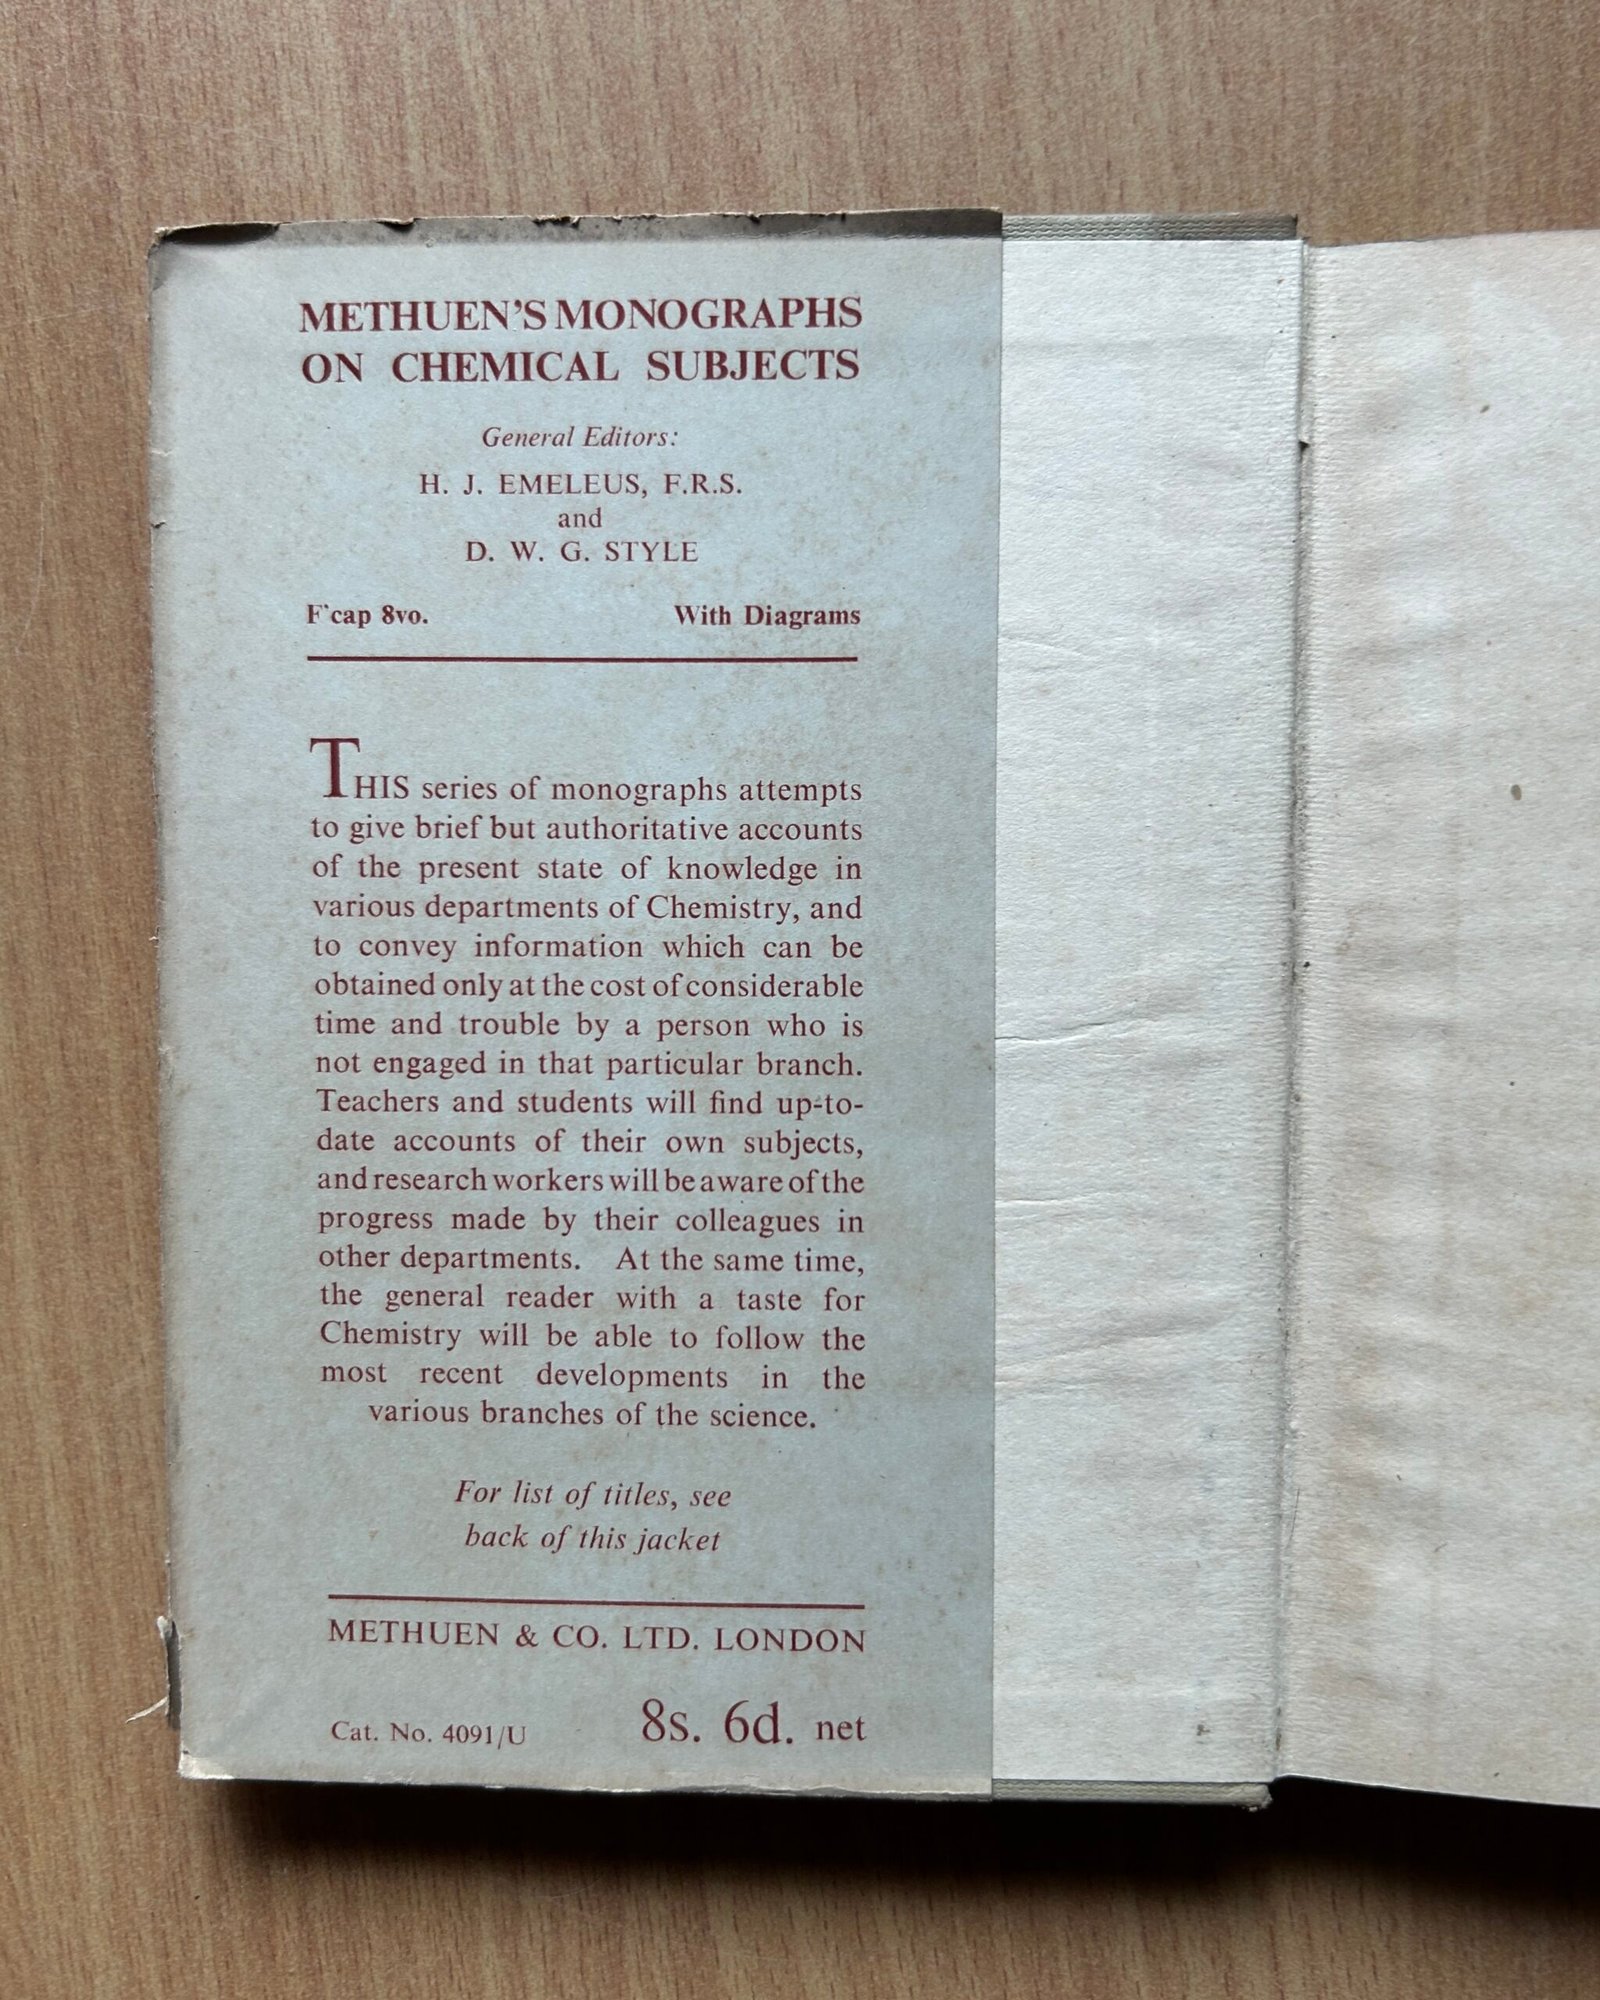 METHUEN'S MONOGRAPHS
ON CHEMICAL SUBJECTS
General Editors:
H. J. EMELEUS, F.R.S.
and
D. W. G. STYLE
F'cap 8vo. With Diagrams
THIS series of monographs attempts
to give brief but authoritative accounts
of the present state of knowledge in
various departments of Chemistry, and
to convey information which can be
obtained only at the cost of considerable
time and trouble by a person who is
not engaged in that particular branch.
Teachers and students will find up-to-
date accounts of their own subjects,
and research workers will be aware of the
progress made by their colleagues in
other departments. At the same time,
the general reader with a taste for
Chemistry will be able to follow the
most recent developments in the
various branches of the science.
For list of titles, see
back of this jacket
METHUEN & CO. LTD. LONDON
Cat. No. 4091/U 8s. 6d. net